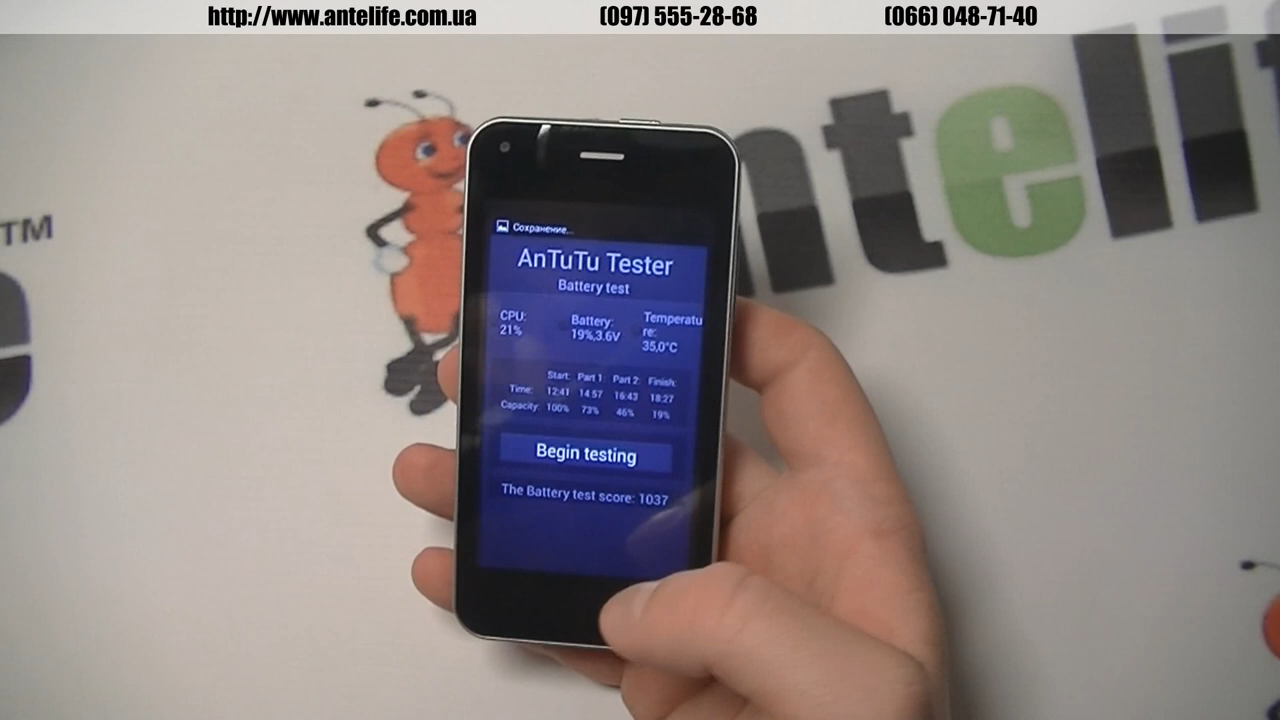 http://www.antelife.com.ua (097) 555-28-68 (066) 048-71-40
antelif
TM
e
Сохранение...
AnTuTu Tester
Battery test
CPU: Battery: Temperatu
21% 19%,3.6V re:
35,0°C
Start: Part 1: Part 2: Finish:
Time: 12:41 14:57 16:43 18:27
Capacity: 100% 73% 46% 19%
Begin testing
The Battery test score: 1037